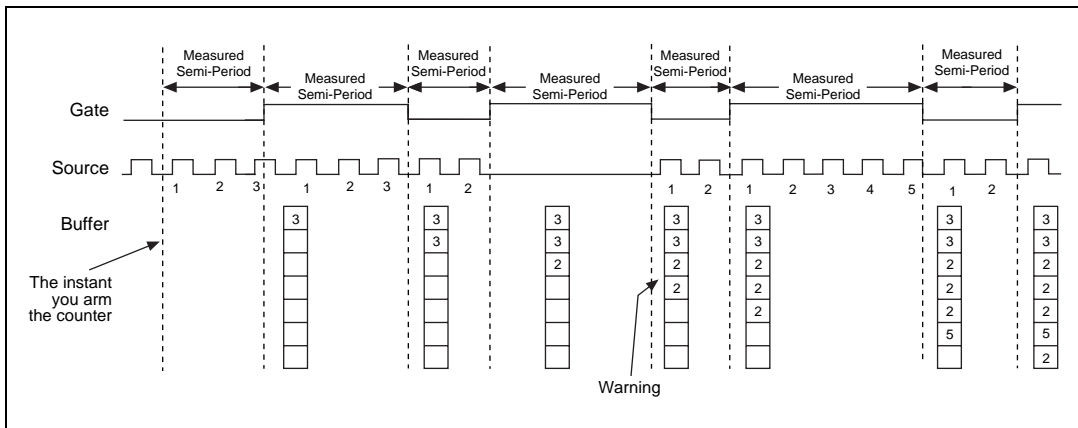 Measured
Semi-Period
Measured
Semi-Period
Measured
Semi-Period
Measured
Semi-Period
Measured
Semi-Period
Measured
Semi-Period
Measured
Semi-Period
Gate
Source
1 2 3 1 2 3 1 2 1 2 1 2 3 4 5 1 2
Buffer
3 3 3 3 3 3 3
3 3 3 3 3 3
2 2 2 2 2
2 2 2 2
2 2 2
5 5
2
The instant
you arm
the counter
Warning